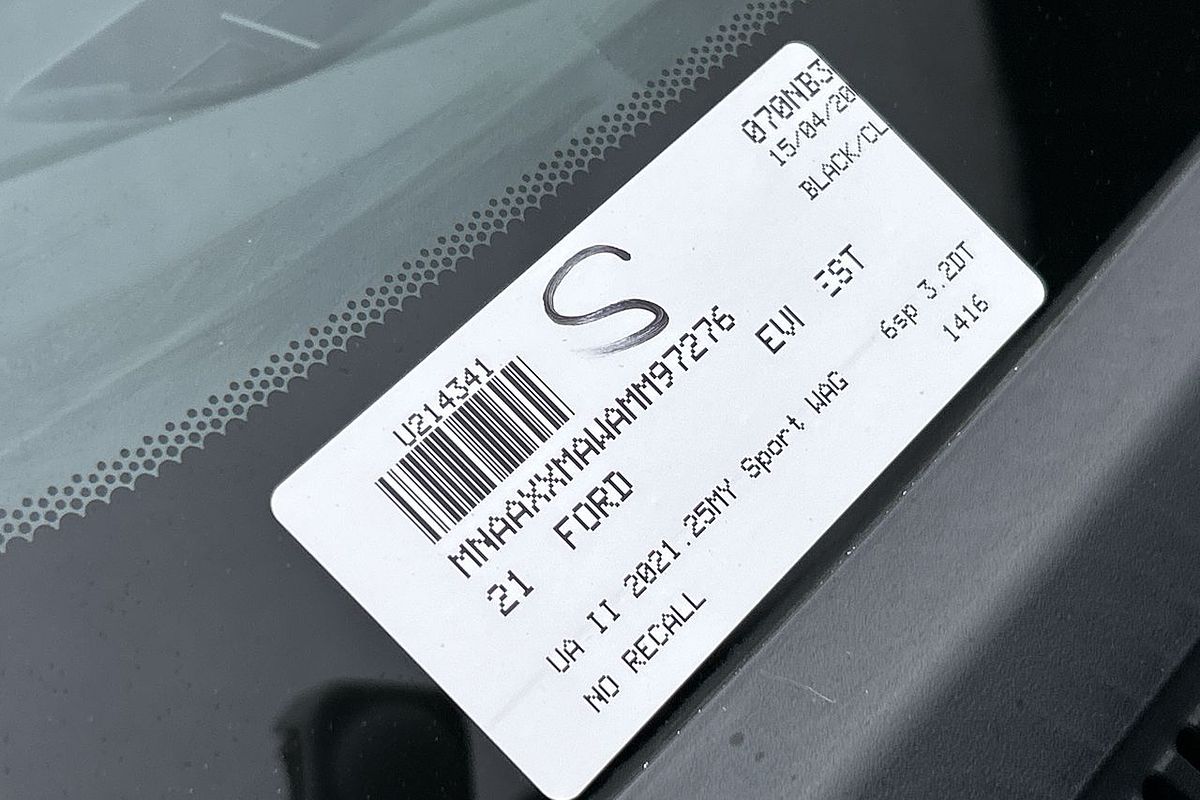 070NB3
15/04/20
BLACK/CL
S
U214341
MNAAXXMAWAMM97276
21 FORD EVI EST
UA II 2021.25MY Sport WAG 6sp 3.2DT
NO RECALL 1416